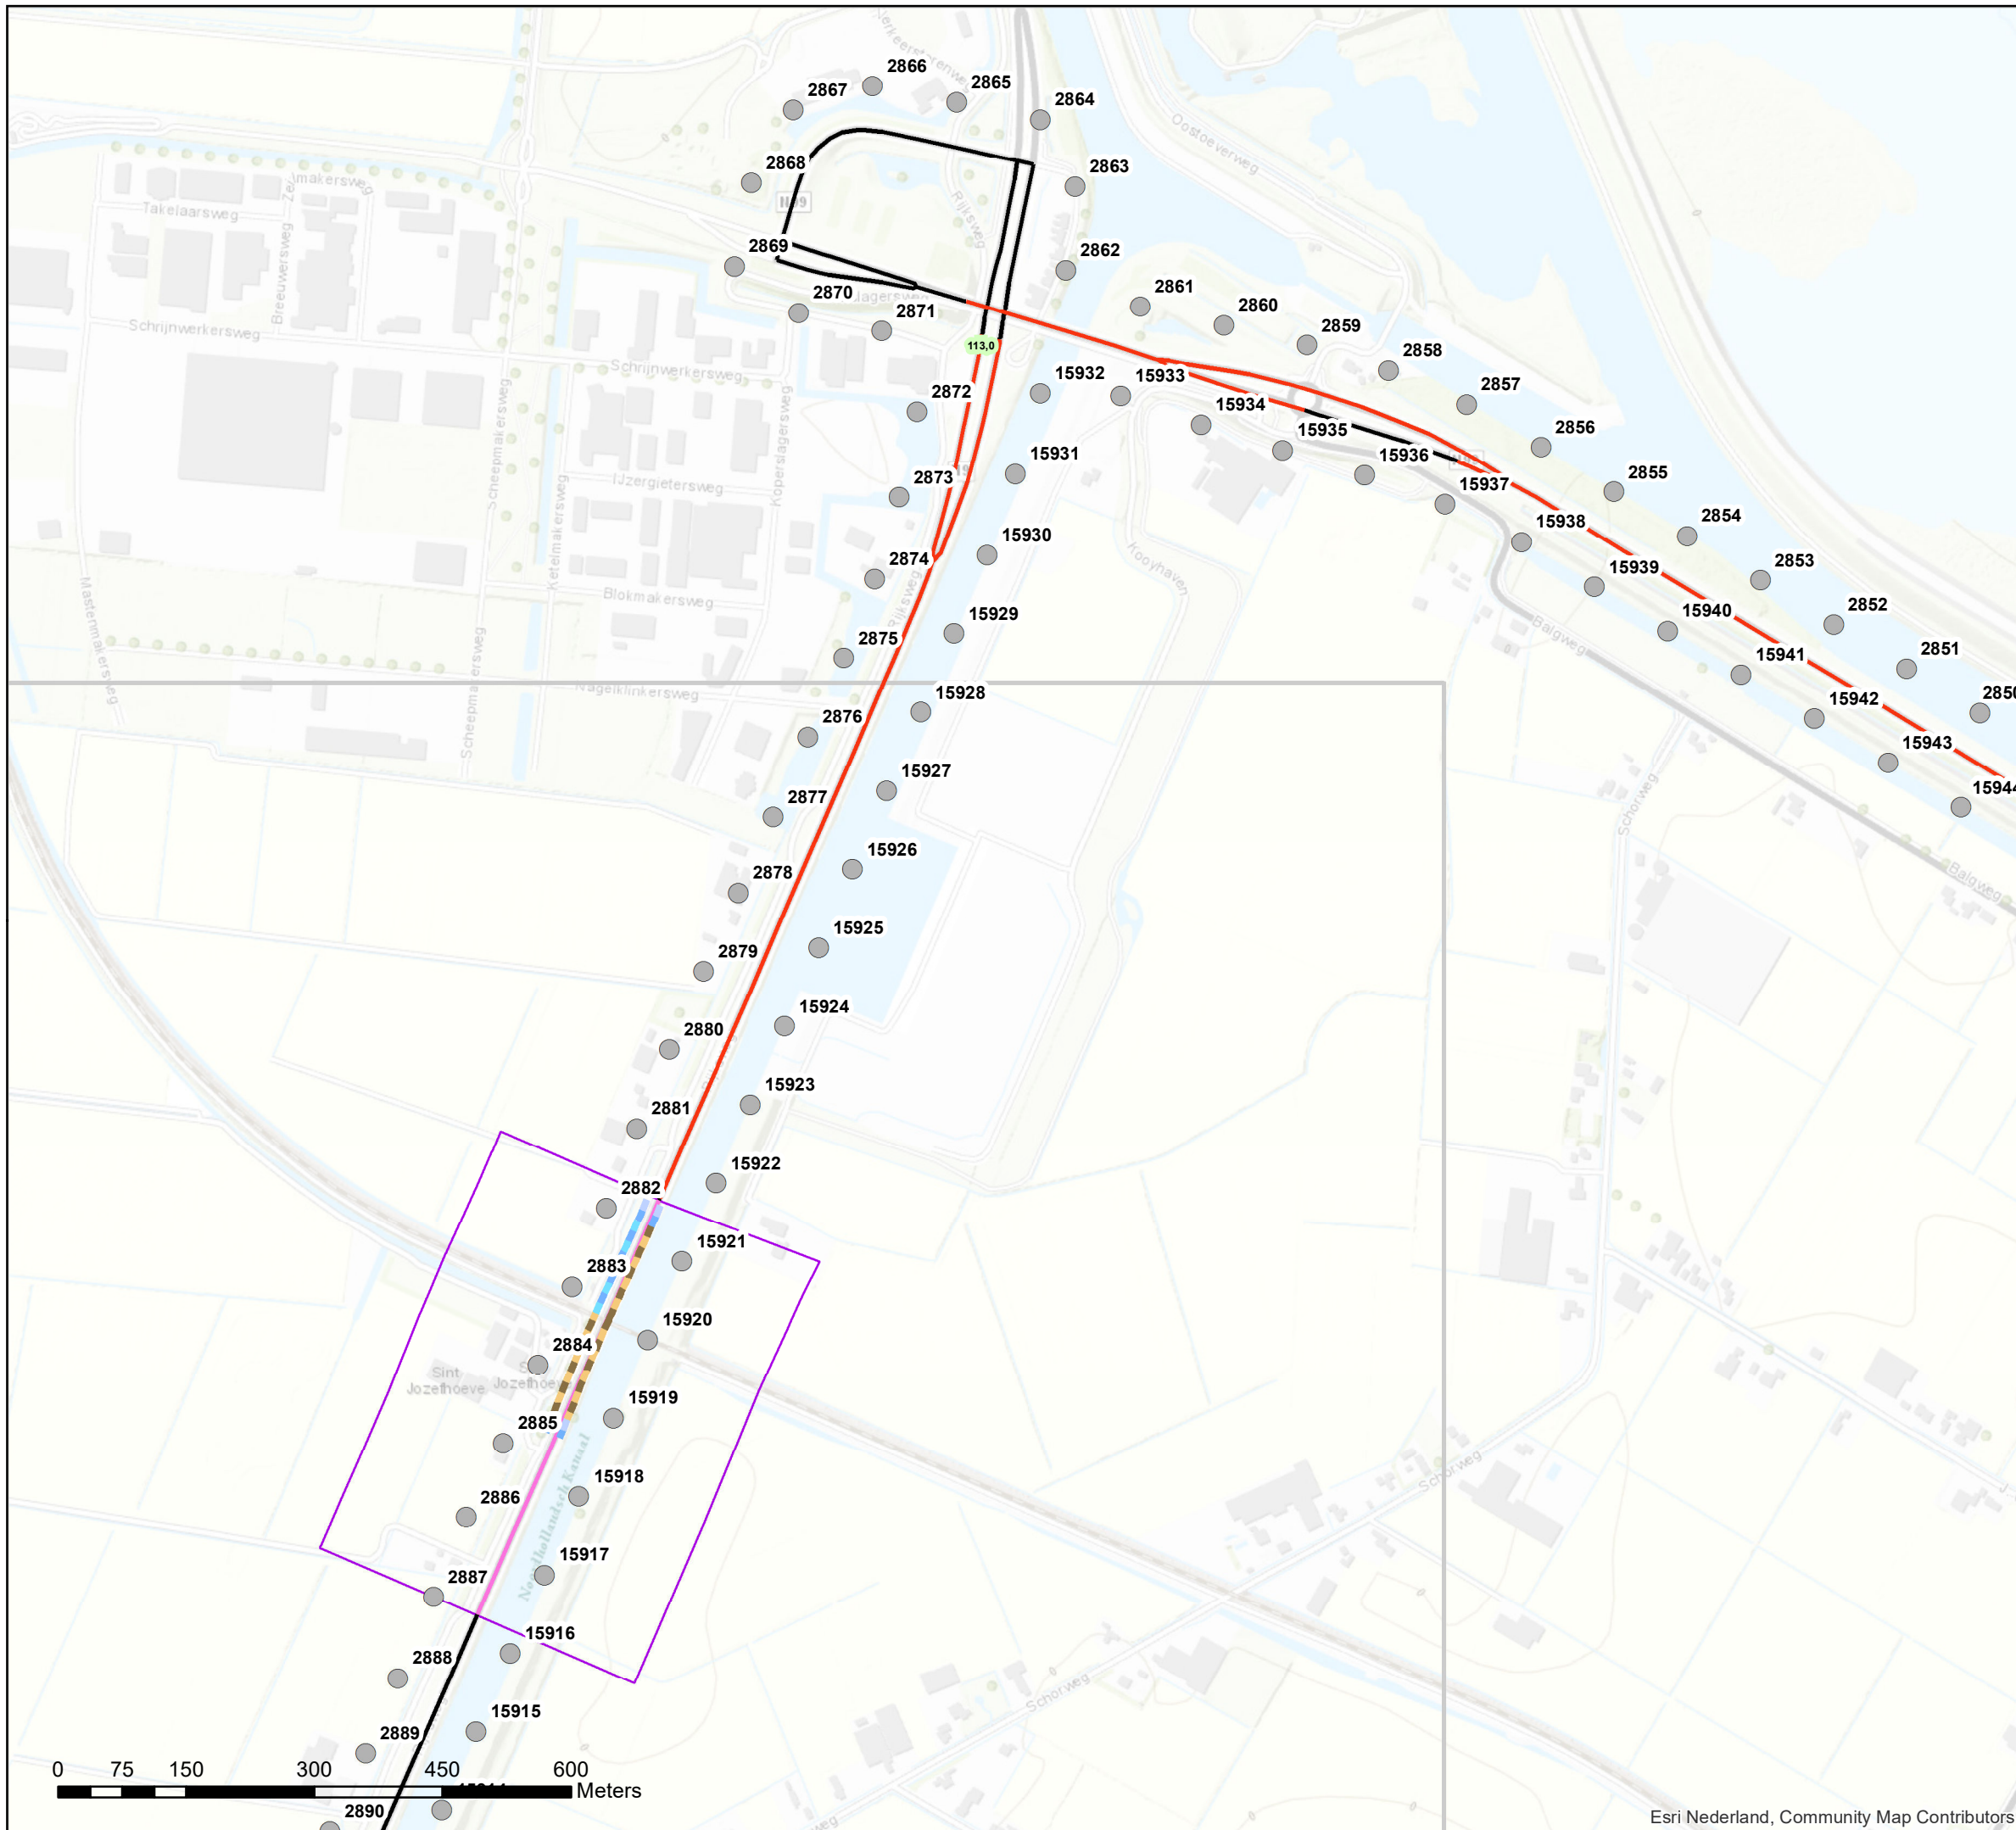 2866
2867
2865
2864
Oostoeverweg
2868
2863
Takelaarsweg
Breeuwersweg
Rijksweg
2869
2862
2870
2861
2871
2860
2859
Schrijnwerkersweg
113,0
2858
Schrijnwerkersweg
15932
15933
2857
2872
15934
15935
2856
Scheepmakersweg
Koperslagersweg
15936
15931
2873
IJzergietersweg
15937
2855
Ketelmakersweg
15938
2854
15930
2874
Kooyhaven
15939
2853
Mastenmakersweg
Blokmakersweg
Rijksweg
15940
2852
15929
2875
Balgweg
15941
2851
Scheepmakersweg
Nagelklinkersweg
15942
2850
15928
2876
15943
15927
15944
2877
Schorweg
15926
2878
Balgweg
15925
2879
15924
2880
15923
2881
15922
2882
15921
2883
15920
2884
Sint
Jozefhoeve
15919
2885
Noordhollandsch Kanaal
15918
Schorweg
2886
15917
2887
15916
2888
Schorweg
15915
2889
0 75 150 300 450 600
Meters
2890
Esri Nederland, Community Map Contributors